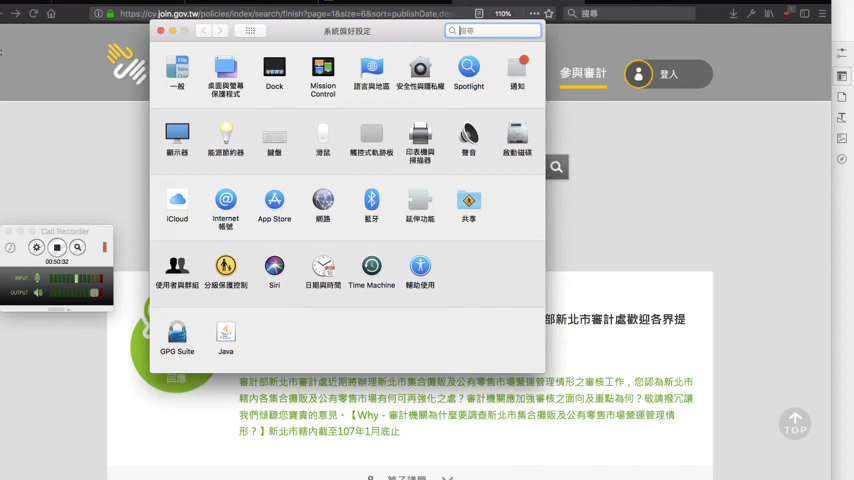 https://cy.join.gov.tw/policies/index/search/finish?page=1&size=6&sort=publishDate,de
110%
搜尋
系統偏好設定
搜尋
一般
桌面與螢幕
保護程式
Dock
Mission
Control
語言與地區
安全性與隱私權
Spotlight
通知
參與審計
登入
顯示器
能源節約器
鍵盤
滑鼠
觸控式軌跡板
印表機與
掃描器
聲音
啟動磁碟
iCloud
Internet
帳號
App Store
網路
藍牙
延伸功能
共享
Call Recorder
00:50:32
INPUT
OUTPUT
使用者與群組
分級保護控制
Siri
日期與時間
Time Machine
輔助使用
GPG Suite
Java
部新北市審計處歡迎各界提
回應
審計部新北市審計處近期將辦理新北市集合攤販及公有零售市場營運管理情形之審核工作，您認為新北市
轄內各集合攤販及公有零售市場有何可再強化之處？審計機關應加強審核之面向及重點為何？敬請撥冗讓
我們傾聽您寶貴的意見。【Why－審計機關為什麼要調查新北市集合攤販及公有零售市場營運管理情
形？】新北市轄內截至107年1月底止
TOP